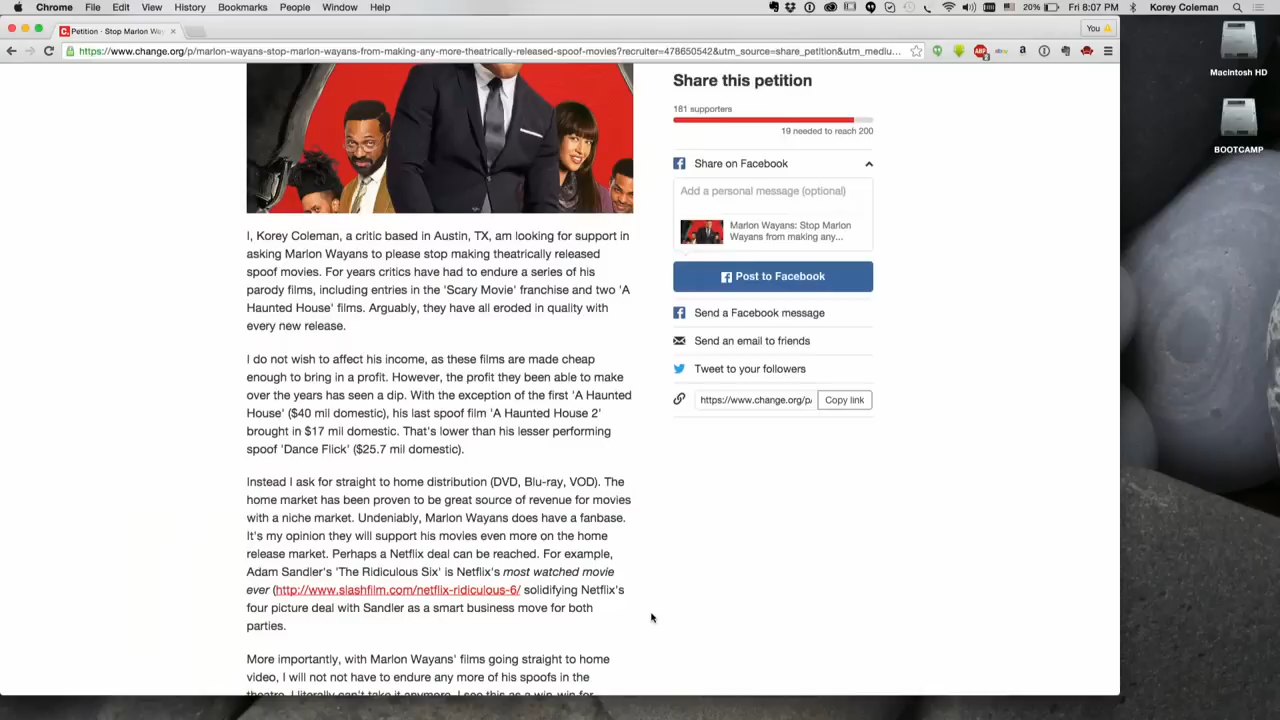 Chrome File Edit View History Bookmarks People Window Help 20% Fri 8:07 PM Korey Coleman
Petition · Stop Marlon Way You
https://www.change.org/p/marlon-wayans-stop-marlon-wayans-from-making-any-more-theatrically-released-spoof-movies?recruiter=478650542&utm_source=share_petition&utm_mediu...
Macintosh HD
BOOTCAMP
Share this petition
181 supporters
19 needed to reach 200
Share on Facebook
Add a personal message (optional)
Marlon Wayans: Stop Marlon
Wayans from making any...
Post to Facebook
Send a Facebook message
Send an email to friends
Tweet to your followers
https://www.change.org/p/ Copy link
I, Korey Coleman, a critic based in Austin, TX, am looking for support in
asking Marlon Wayans to please stop making theatrically released
spoof movies. For years critics have had to endure a series of his
parody films, including entries in the 'Scary Movie' franchise and two 'A
Haunted House' films. Arguably, they have all eroded in quality with
every new release.
I do not wish to affect his income, as these films are made cheap
enough to bring in a profit. However, the profit they been able to make
over the years has seen a dip. With the exception of the first 'A Haunted
House' ($40 mil domestic), his last spoof film 'A Haunted House 2'
brought in $17 mil domestic. That's lower than his lesser performing
spoof 'Dance Flick' ($25.7 mil domestic).
Instead I ask for straight to home distribution (DVD, Blu-ray, VOD). The
home market has been proven to be great source of revenue for movies
with a niche market. Undeniably, Marlon Wayans does have a fanbase.
It's my opinion they will support his movies even more on the home
release market. Perhaps a Netflix deal can be reached. For example,
Adam Sandler's 'The Ridiculous Six' is Netflix's most watched movie
ever (http://www.slashfilm.com/netflix-ridiculous-6/ solidifying Netflix's
four picture deal with Sandler as a smart business move for both
parties.
More importantly, with Marlon Wayans' films going straight to home
video, I will not not have to endure any more of his spoofs in the
theatre. I literally can't take it anymore. I see this as a win-win for